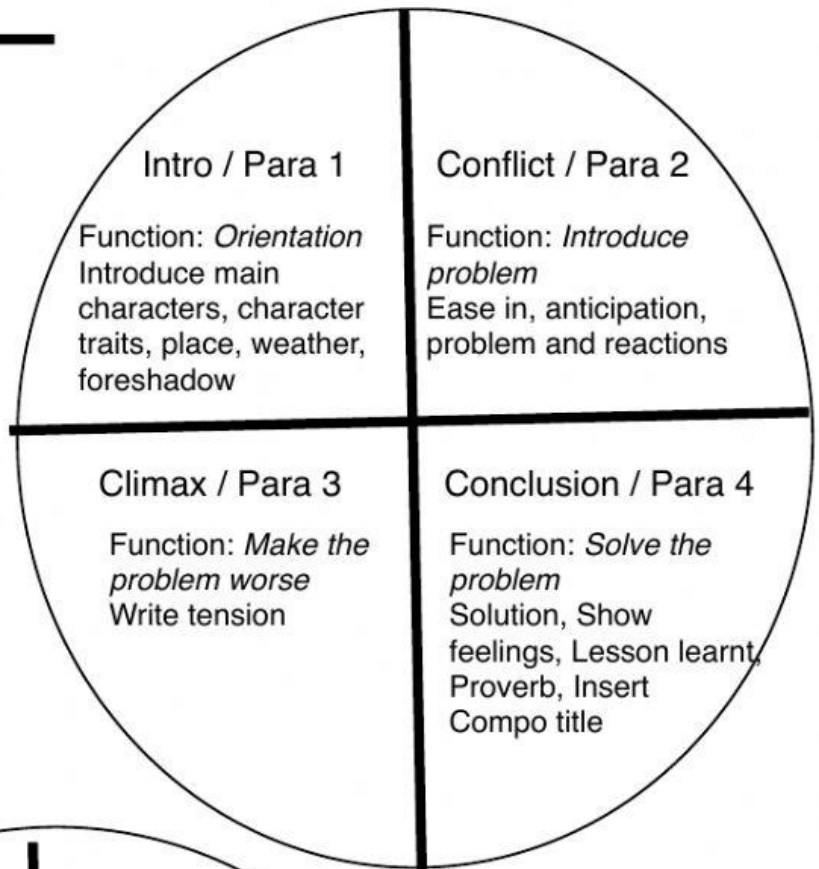 Intro / Para 1
Function: Orientation
Introduce main
characters, character
traits, place, weather,
foreshadow
Conflict / Para 2
Function: Introduce
problem
Ease in, anticipation,
problem and reactions
Climax / Para 3
Function: Make the
problem worse
Write tension
Conclusion / Para 4
Function: Solve the
problem
Solution, Show
feelings, Lesson learnt,
Proverb, Insert
Compo title